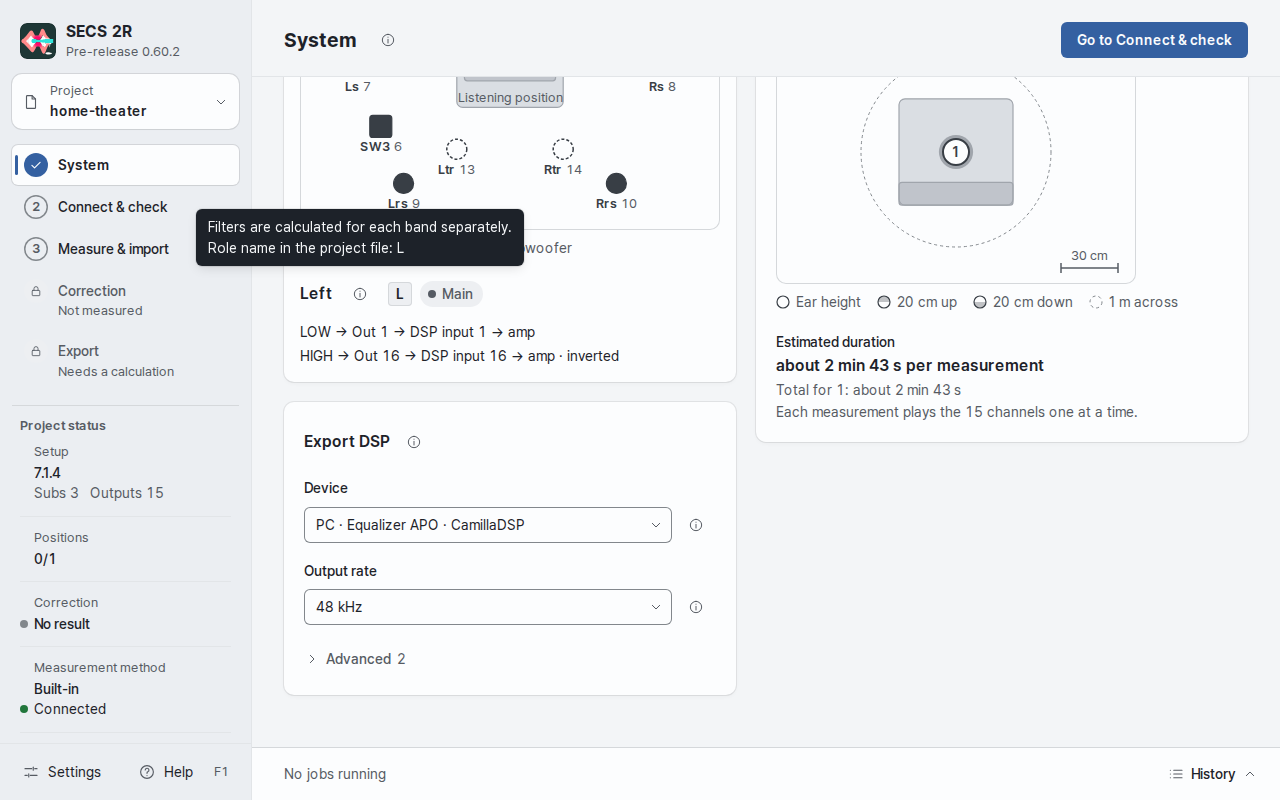 SECS 2R
Pre-release 0.60.2
Project
home-theater
System
2 Connect & check
3 Measure & import
Correction
Not measured
Export
Needs a calculation
Project status
Setup
7.1.4
Subs 3 Outputs 15
Positions
0/1
Correction
No result
Measurement method
Built-in
Connected
Settings
Help F1
System
Go to Connect & check
Ls 7
Listening position
Rs 8
SW3 6
Ltr 13
Rtr 14
Lrs 9
Rrs 10
Filters are calculated for each band separately.
Role name in the project file: L
woofer
Left L Main
LOW → Out 1 → DSP input 1 → amp
HIGH → Out 16 → DSP input 16 → amp · inverted
Export DSP
Device
PC · Equalizer APO · CamillaDSP
Output rate
48 kHz
Advanced 2
1
30 cm
Ear height 20 cm up 20 cm down 1 m across
Estimated duration
about 2 min 43 s per measurement
Total for 1: about 2 min 43 s
Each measurement plays the 15 channels one at a time.
No jobs running
History